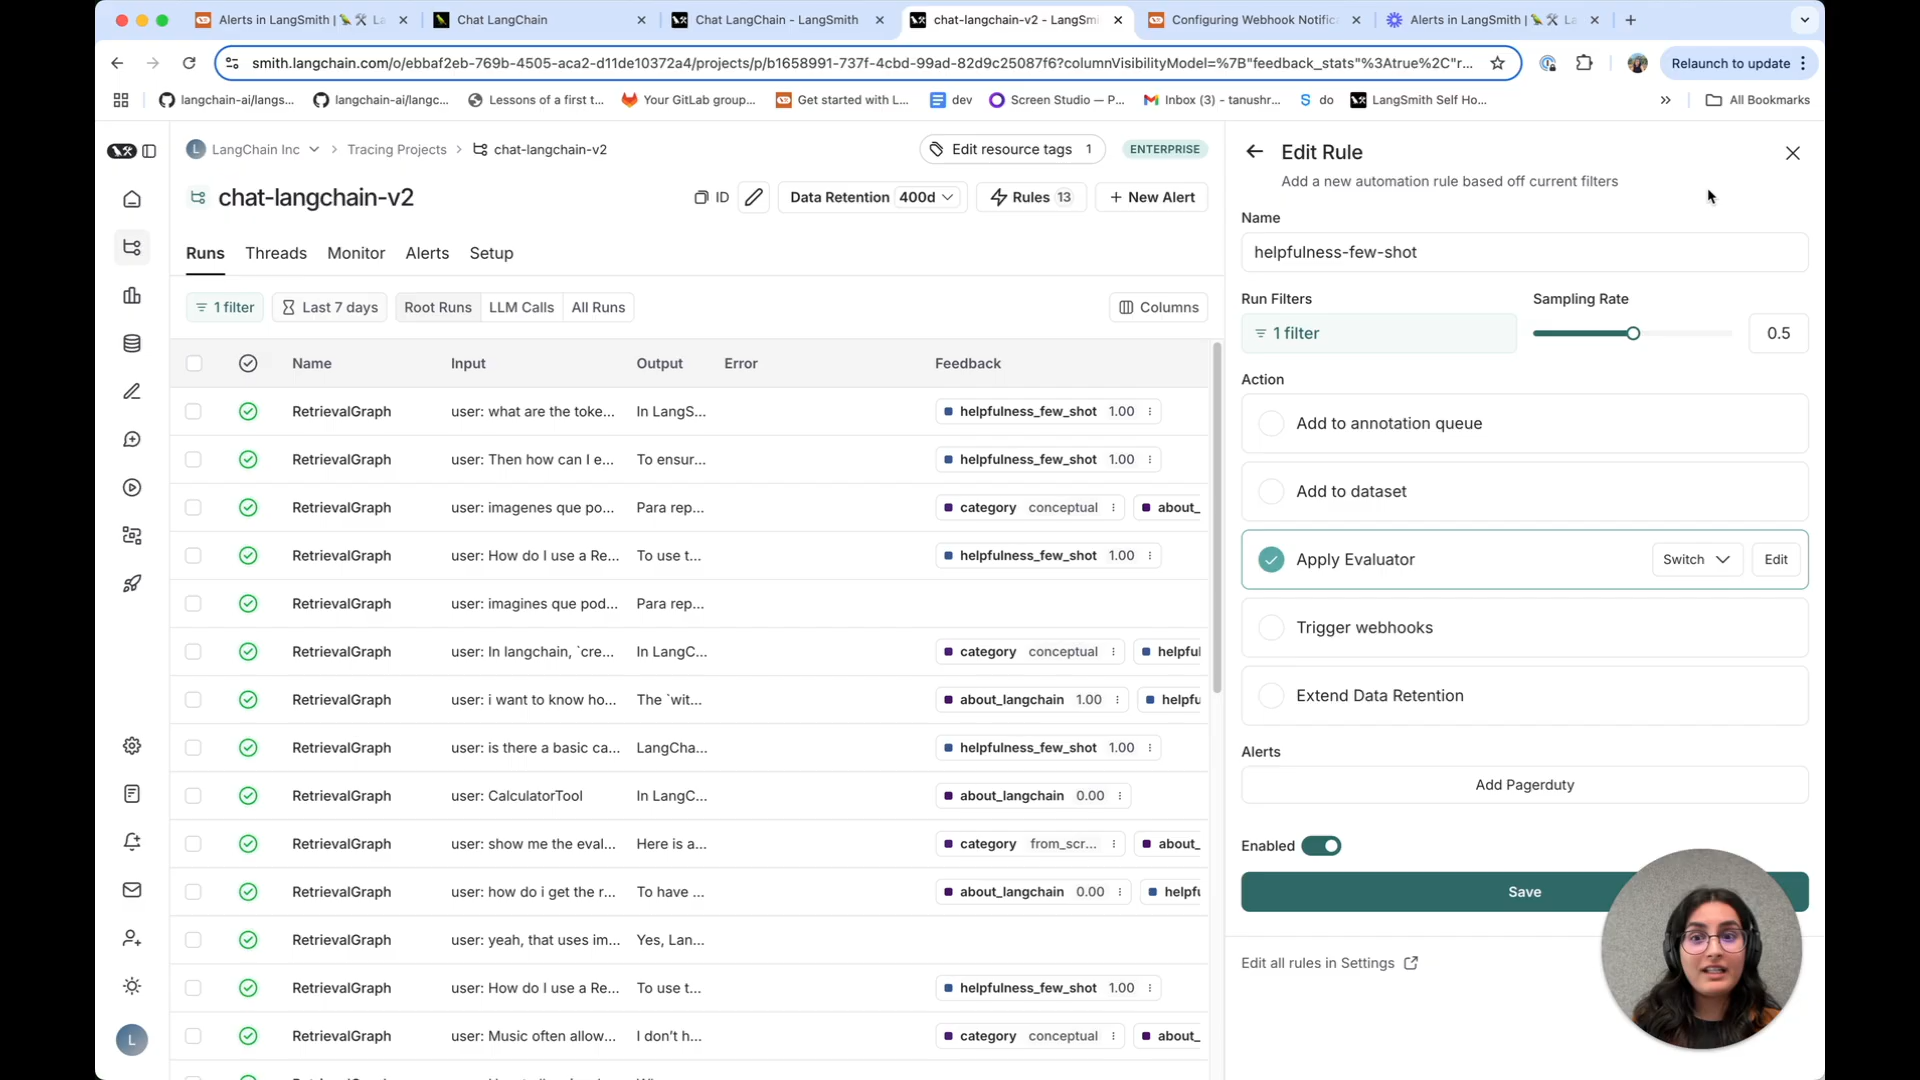 Alerts in LangSmith | 🦜🛠️ La
Chat LangChain
Chat LangChain - LangSmith
chat-langchain-v2 - LangSmi
Configuring Webhook Notific
Alerts in LangSmith | 🦜🛠️ La
smith.langchain.com/o/ebbaf2eb-769b-4505-aca2-d11de10372a4/projects/p/b1658991-737f-4cbd-99ad-82d9c25087f6?columnVisibilityModel=%7B"feedback_stats"%3Atrue%2C"r...
Relaunch to update
langchain-ai/langs...
langchain-ai/langc...
Lessons of a first t...
Your GitLab group...
Get started with L...
dev
Screen Studio — P...
Inbox (3) - tanushr...
do
LangSmith Self Ho...
All Bookmarks
L LangChain Inc > Tracing Projects > chat-langchain-v2
Edit resource tags 1
ENTERPRISE
chat-langchain-v2
ID
Data Retention 400d
Rules 13
+ New Alert
Runs Threads Monitor Alerts Setup
1 filter
Last 7 days
Root Runs LLM Calls All Runs
Columns
Name Input Output Error Feedback
RetrievalGraph user: what are the toke... In LangS... helpfulness_few_shot 1.00
RetrievalGraph user: Then how can I e... To ensur... helpfulness_few_shot 1.00
RetrievalGraph user: imagenes que po... Para rep... category conceptual about_
RetrievalGraph user: How do I use a Re... To use t... helpfulness_few_shot 1.00
RetrievalGraph user: imagines que pod... Para rep...
RetrievalGraph user: In langchain, `cre... In LangC... category conceptual helpful
RetrievalGraph user: i want to know ho... The `wit... about_langchain 1.00 helpfu
RetrievalGraph user: is there a basic ca... LangCha... helpfulness_few_shot 1.00
RetrievalGraph user: CalculatorTool In LangC... about_langchain 0.00
RetrievalGraph user: show me the eval... Here is a... category from_scr... about_
RetrievalGraph user: how do i get the r... To have ... about_langchain 0.00 helpfu
RetrievalGraph user: yeah, that uses im... Yes, Lan...
RetrievalGraph user: How do I use a Re... To use t... helpfulness_few_shot 1.00
RetrievalGraph user: Music often allow... I don't h... category conceptual about_
L
Edit Rule
Add a new automation rule based off current filters
Name
helpfulness-few-shot
Run Filters
1 filter
Sampling Rate
0.5
Action
Add to annotation queue
Add to dataset
Apply Evaluator
Switch
Edit
Trigger webhooks
Extend Data Retention
Alerts
Add Pagerduty
Enabled
Save
Edit all rules in Settings